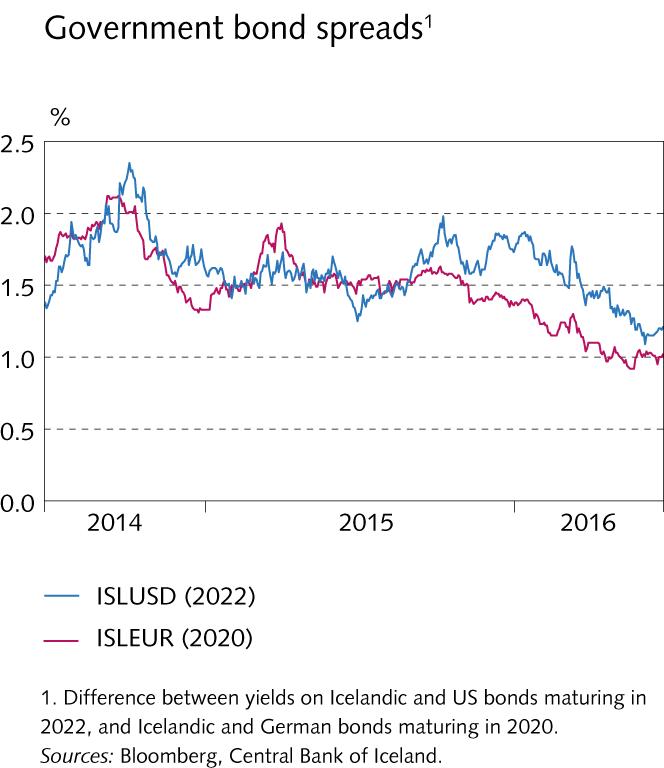 Government bond spreads¹
%
2.5
2.0
1.5
1.0
0.5
0.0
2014 2015 2016
ISLUSD (2022)
ISLEUR (2020)
1. Difference between yields on Icelandic and US bonds maturing in
2022, and Icelandic and German bonds maturing in 2020.
Sources: Bloomberg, Central Bank of Iceland.